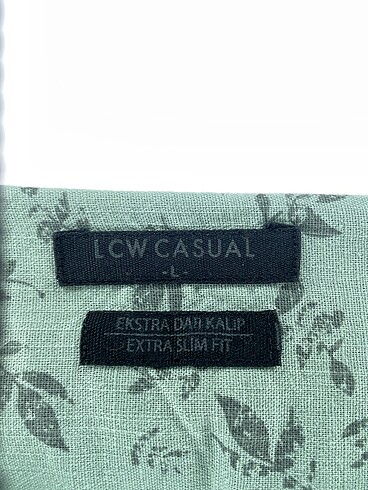 LCW CASUAL
-L-
EKSTRA DAR KALIP
EXTRA SLIM FIT